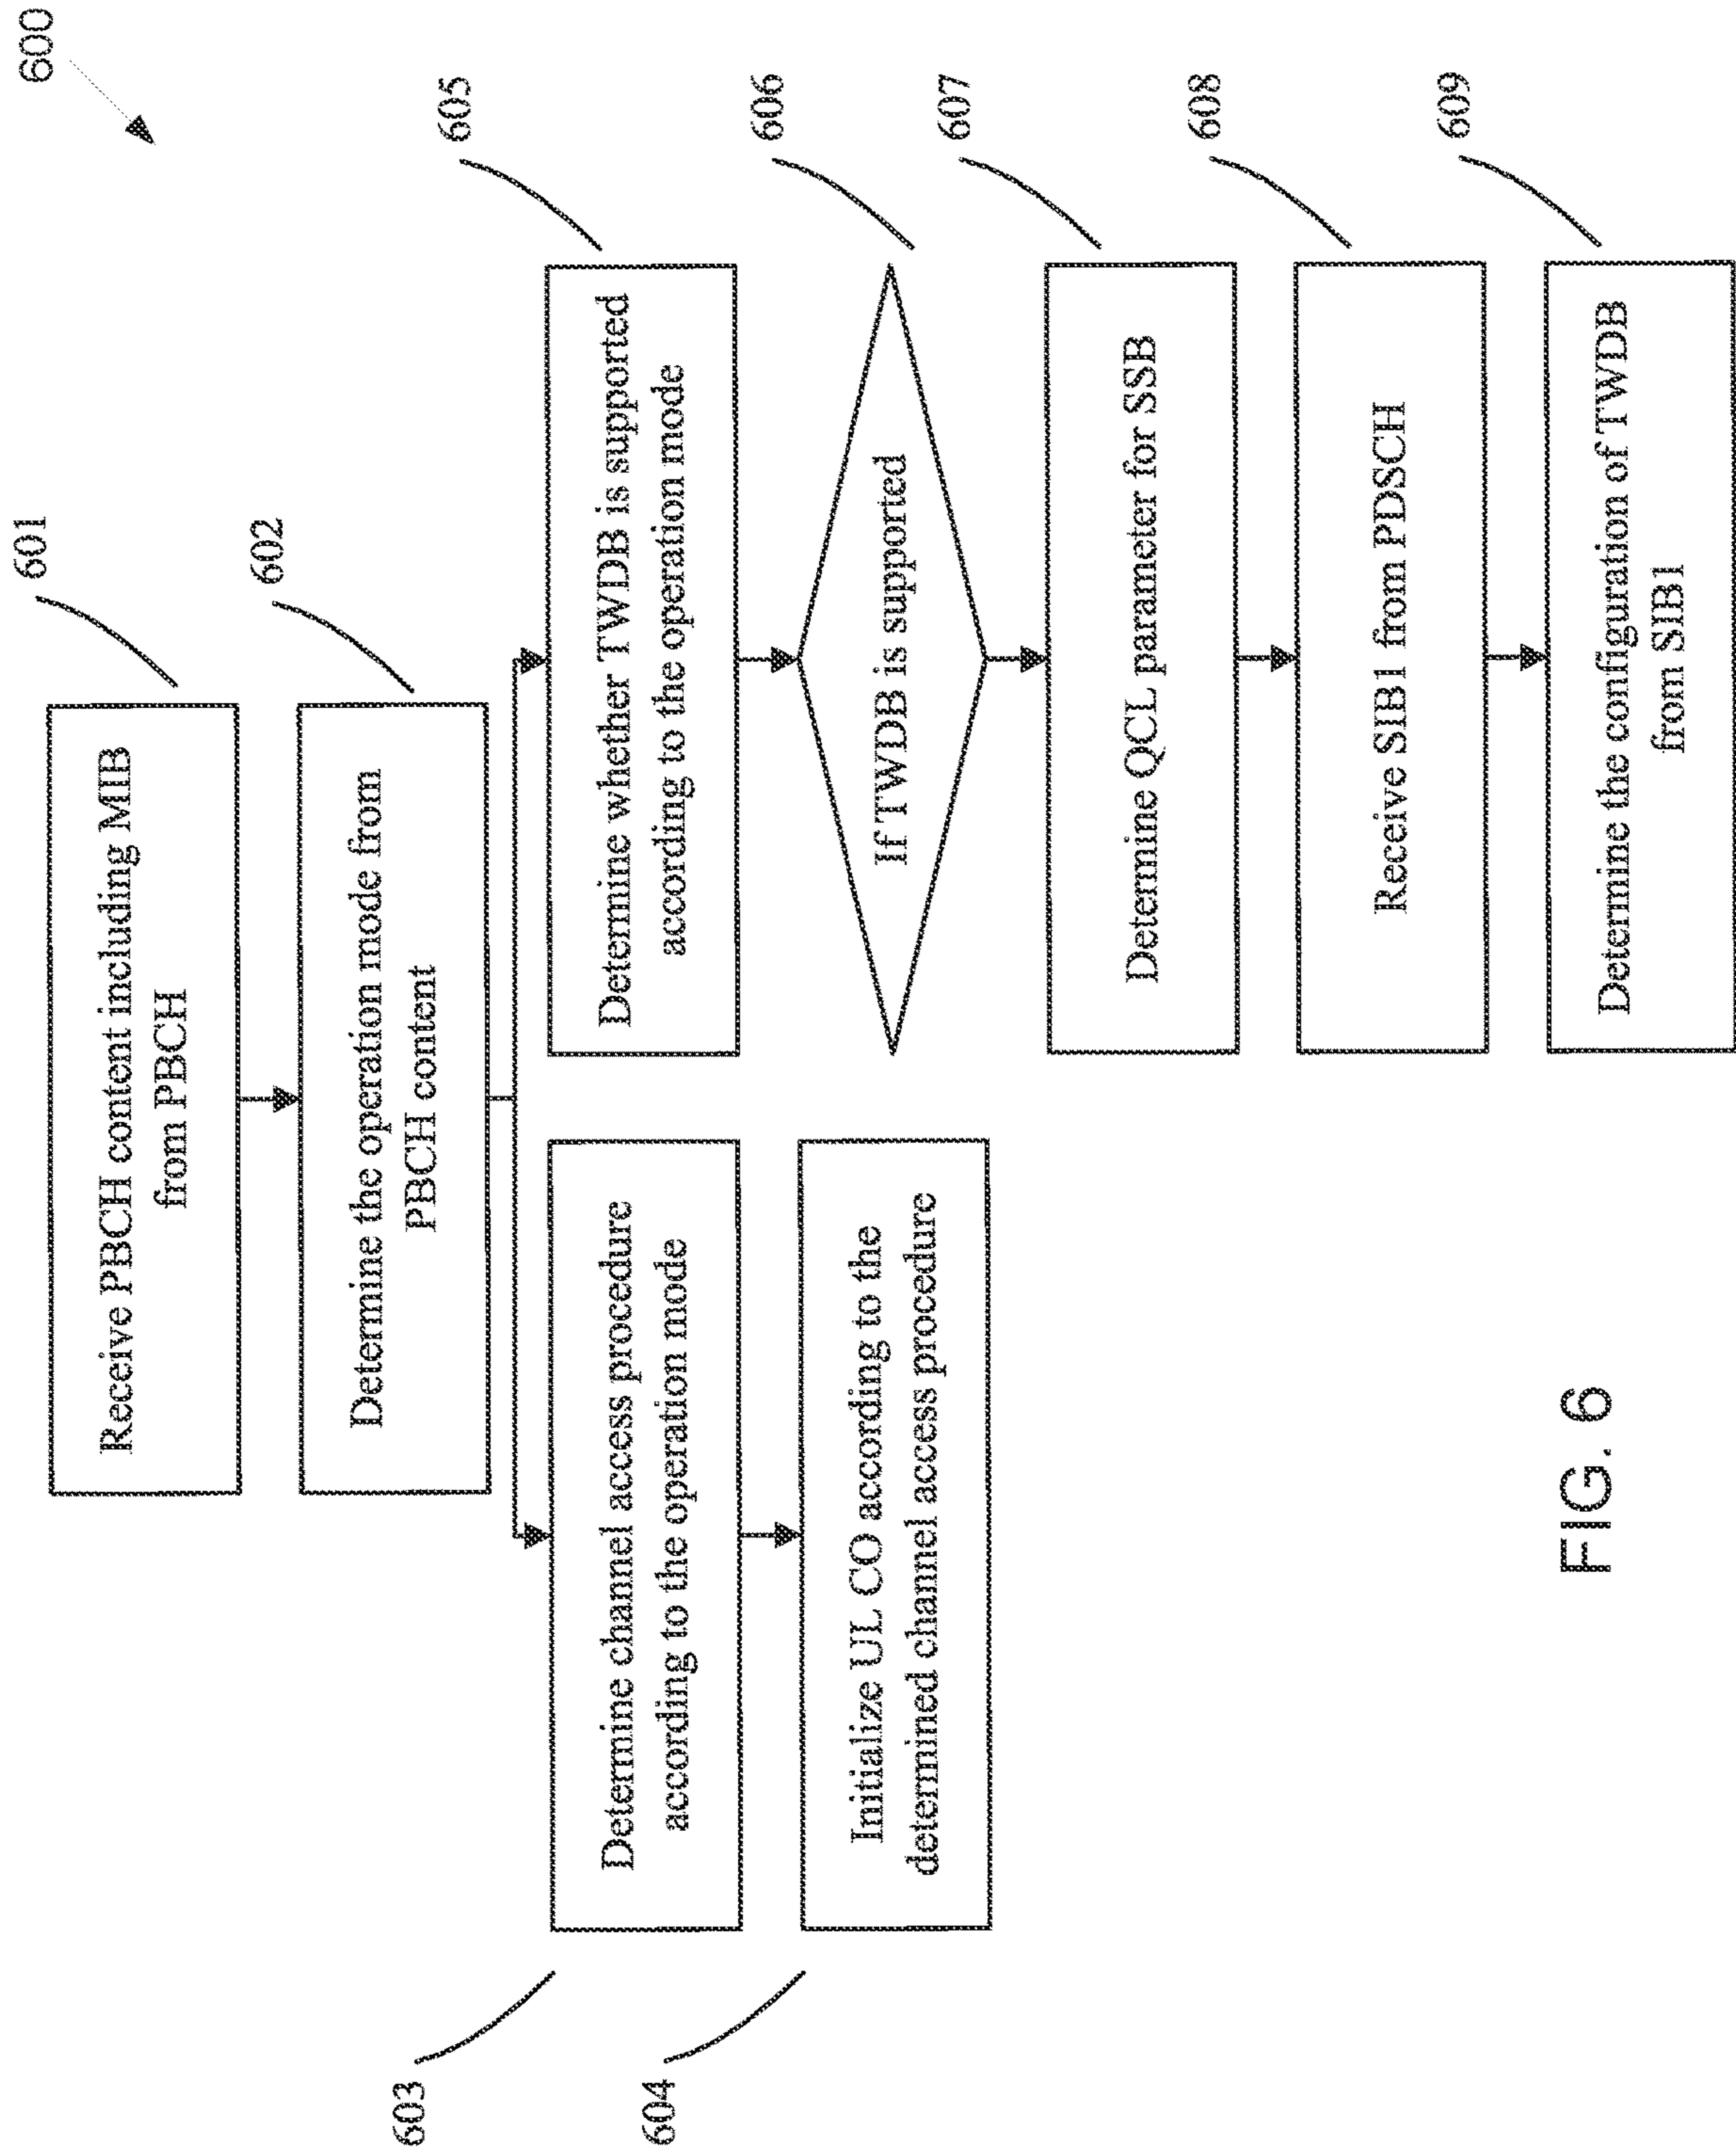 600
601
Receive PBCH content including MIB
from PBCH
602
Determine the operation mode from
PBCH content
603
Determine channel access procedure
according to the operation mode
604
Initialize UL CO according to the
determined channel access procedure
605
Determine whether TWDB is supported
according to the operation mode
606
If TWDB is supported
607
Determine QCL parameter for SSB
608
Receive SIB1 from PDSCH
609
Determine the configuration of TWDB
from SIB1
FIG. 6